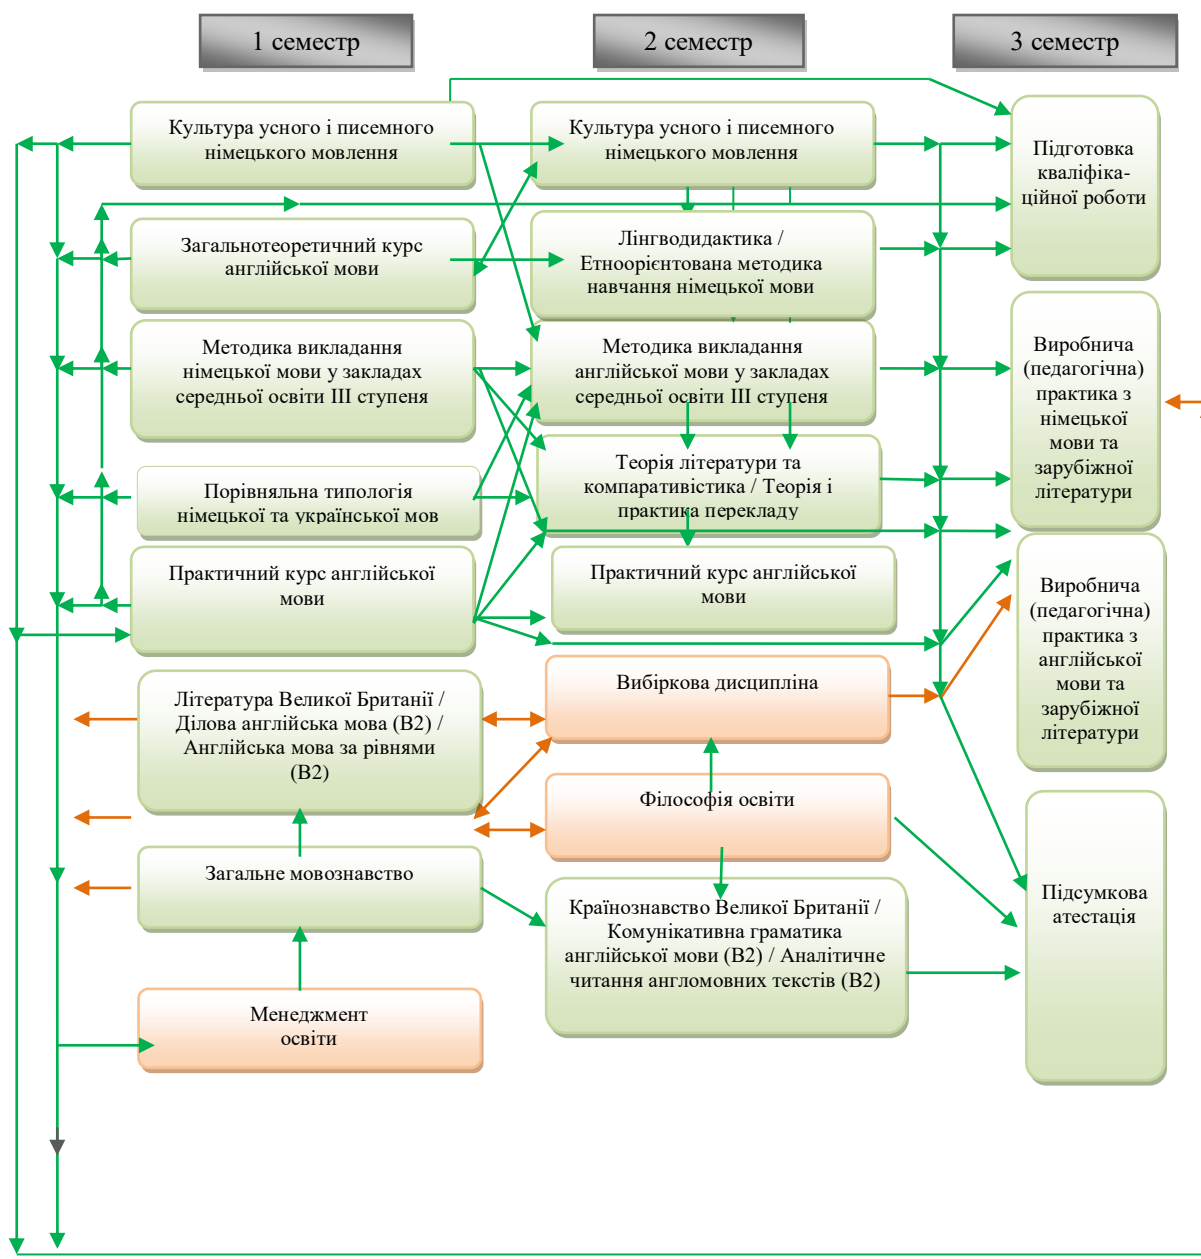 1 семестр
2 семестр
3 семестр
Культура усного і писемного
німецького мовлення
Загальнотеоретичний курс
англійської мови
Методика викладання
німецької мови у закладах
середньої освіти ІІІ ступеня
Порівняльна типологія
німецької та української мов
Практичний курс англійської
мови
Література Великої Британії /
Ділова англійська мова (В2) /
Англійська мова за рівнями
(В2)
Загальне мовознавство
Менеджмент
освіти
Культура усного і писемного
німецького мовлення
Лінгводидактика /
Етноорієнтована методика
навчання німецької мови
Методика викладання
англійської мови у закладах
середньої освіти ІІІ ступеня
Теорія літератури та
компаративістика / Теорія і
практика перекладу
Практичний курс англійської
мови
Вибіркова дисципліна
Філософія освіти
Країнознавство Великої Британії /
Комунікативна граматика
англійської мови (В2) / Аналітичне
читання англомовних текстів (В2)
Підготовка
кваліфіка-
ційної роботи
Виробнича
(педагогічна)
практика з
німецької
мови та
зарубіжної
літератури
Виробнича
(педагогічна)
практика з
англійської
мови та
зарубіжної
літератури
Підсумкова
атестація